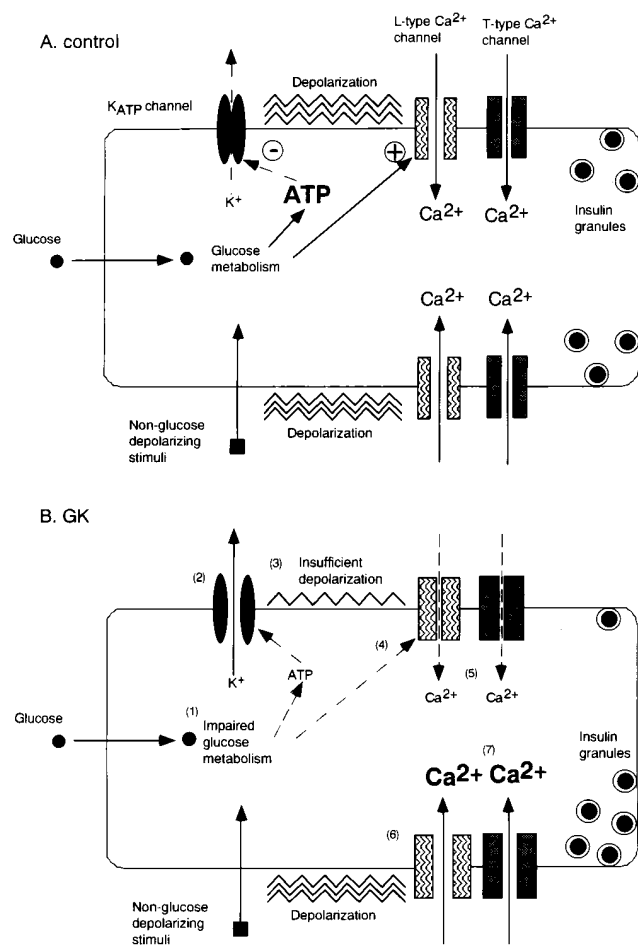 A. control
L-type Ca2+
channel
T-type Ca2+
channel
Depolarization
KATP channel
-
+
ATP
K+
Ca2+
Ca2+
Insulin
granules
Glucose
Glucose
metabolism
Ca2+
Ca2+
Non-glucose
depolarizing
stimuli
Depolarization
B. GK
(2)
(3) Insufficient
depolarization
(4)
ATP
K+
(5)
Ca2+
Ca2+
Glucose
(1) Impaired
glucose
metabolism
Insulin
granules
(7)
Ca2+ Ca2+
(6)
Non-glucose
depolarizing
stimuli
Depolarization